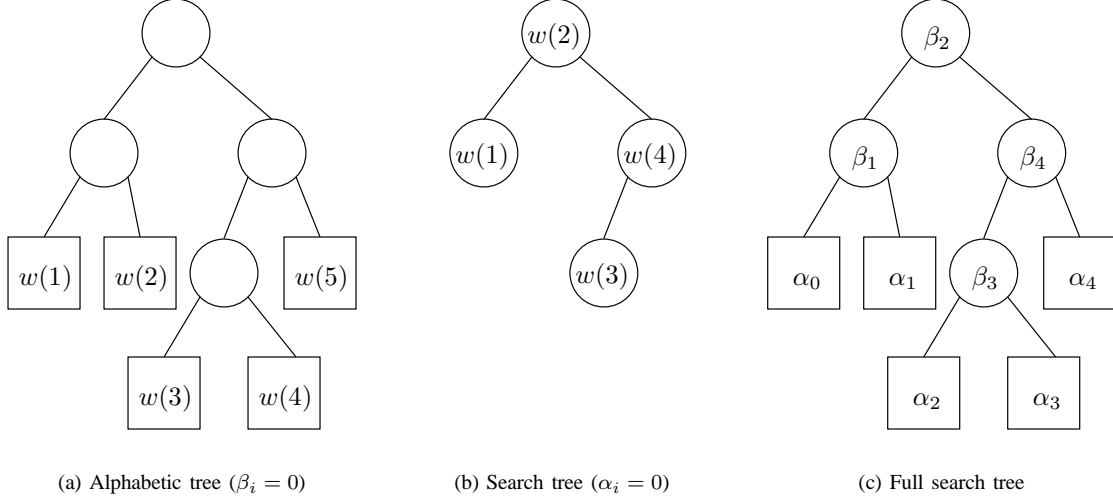 w(2) β₂
w(1) w(4) β₁ β₄
w(1) w(2) w(5) w(3) α₀ α₁ β₃ α₄
w(3) w(4) α₂ α₃
(a) Alphabetic tree (βᵢ = 0) (b) Search tree (αᵢ = 0) (c) Full search tree